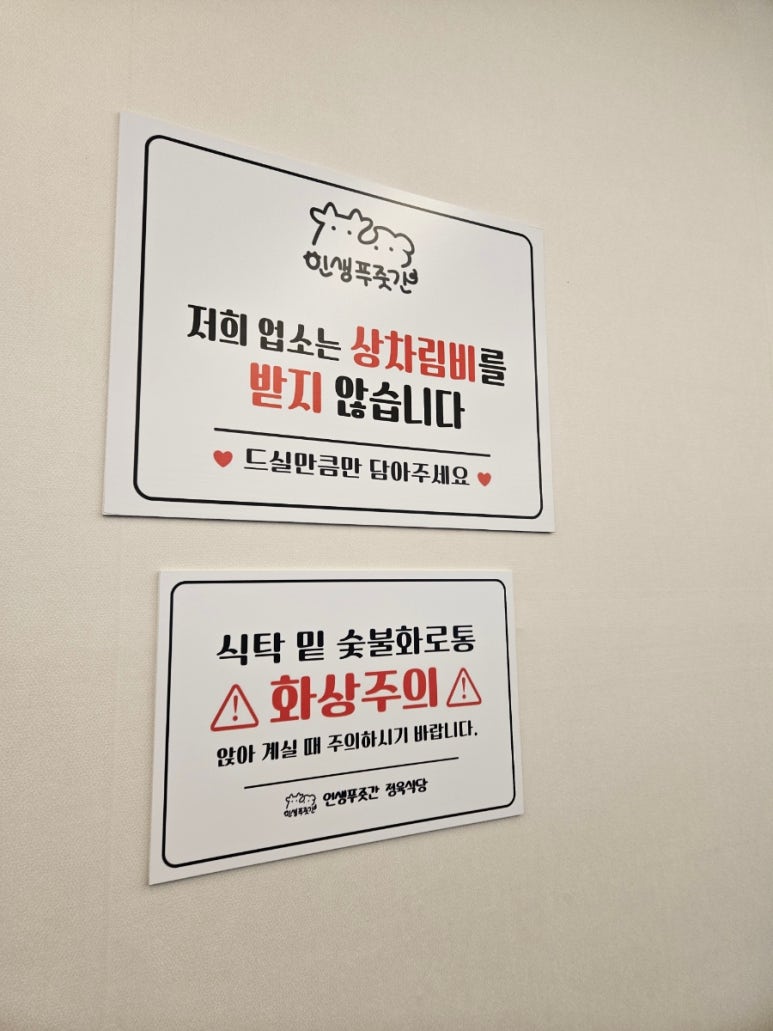 인생푸줏간
저희 업소는 상차림비를
받지 않습니다
드실만큼만 담아주세요
식탁 밑 숯불화로통
화상주의
앉아 계실 때 주의하시기 바랍니다.
인생푸줏간
인생푸줏간 정육식당